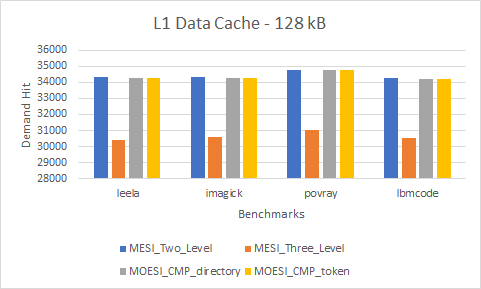 L1 Data Cache - 128 kB
36000
35000
34000
33000
32000
31000
30000
29000
28000
Demand Hit
leela imagick povray lbmcode
Benchmarks
MESI_Two_Level MESI_Three_Level
MOESI_CMP_directory MOESI_CMP_token